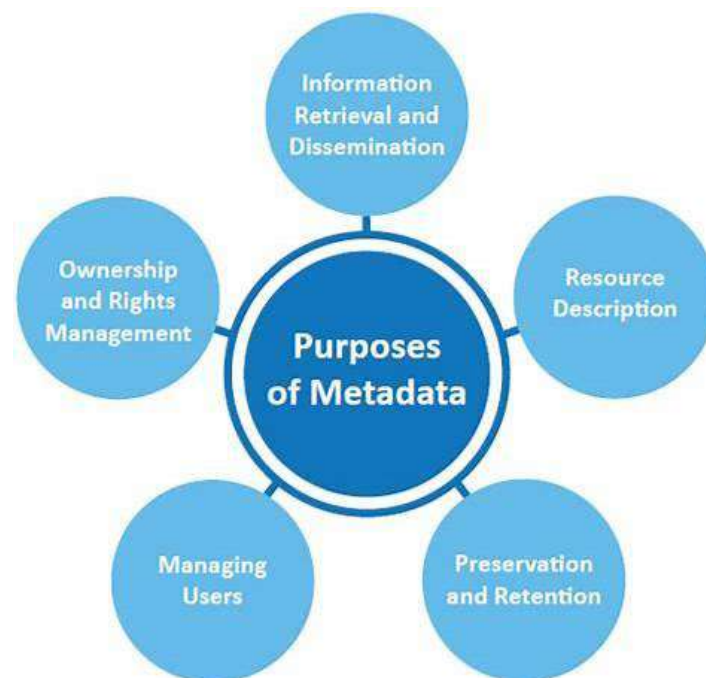 Information
Retrieval and
Dissemination
Ownership
and Rights
Management
Resource
Description
Purposes
of Metadata
Managing
Users
Preservation
and Retention